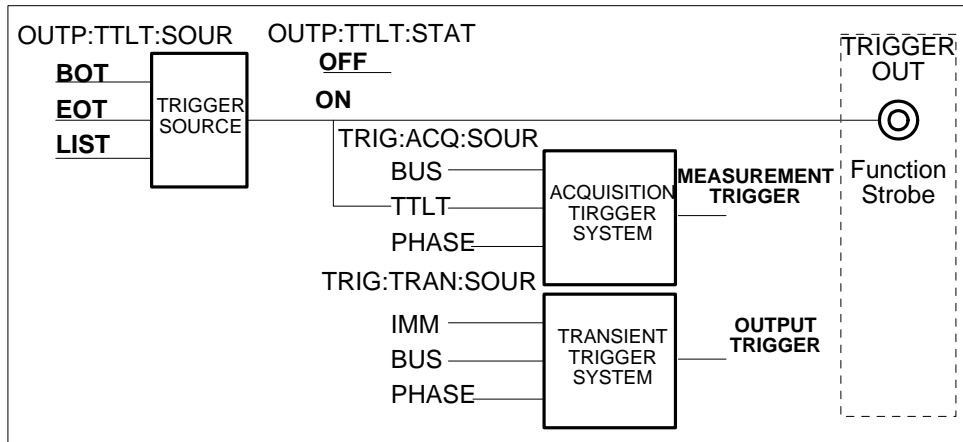 OUTP:TTLT:SOUR
OUTP:TTLT:STAT
BOT
EOT
LIST
TRIGGER
SOURCE
OFF
ON
TRIGGER
OUT
Function
Strobe
TRIG:ACQ:SOUR
BUS
TTLT
PHASE
ACQUISITION
TIRGGER
SYSTEM
MEASUREMENT
TRIGGER
TRIG:TRAN:SOUR
IMM
BUS
PHASE
TRANSIENT
TRIGGER
SYSTEM
OUTPUT
TRIGGER